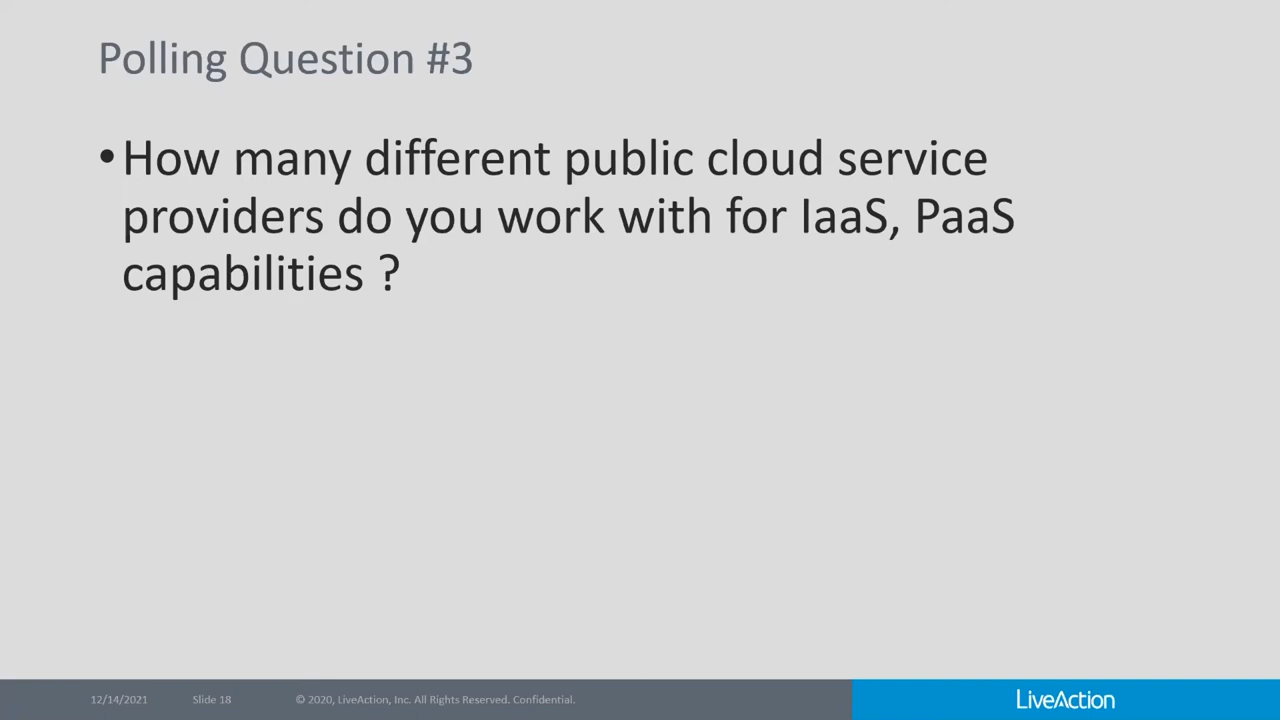 Polling Question #3
•How many different public cloud service
providers do you work with for IaaS, PaaS
capabilities ?
12/14/2021 Slide 18 © 2020, LiveAction, Inc. All Rights Reserved. Confidential. LiveAction